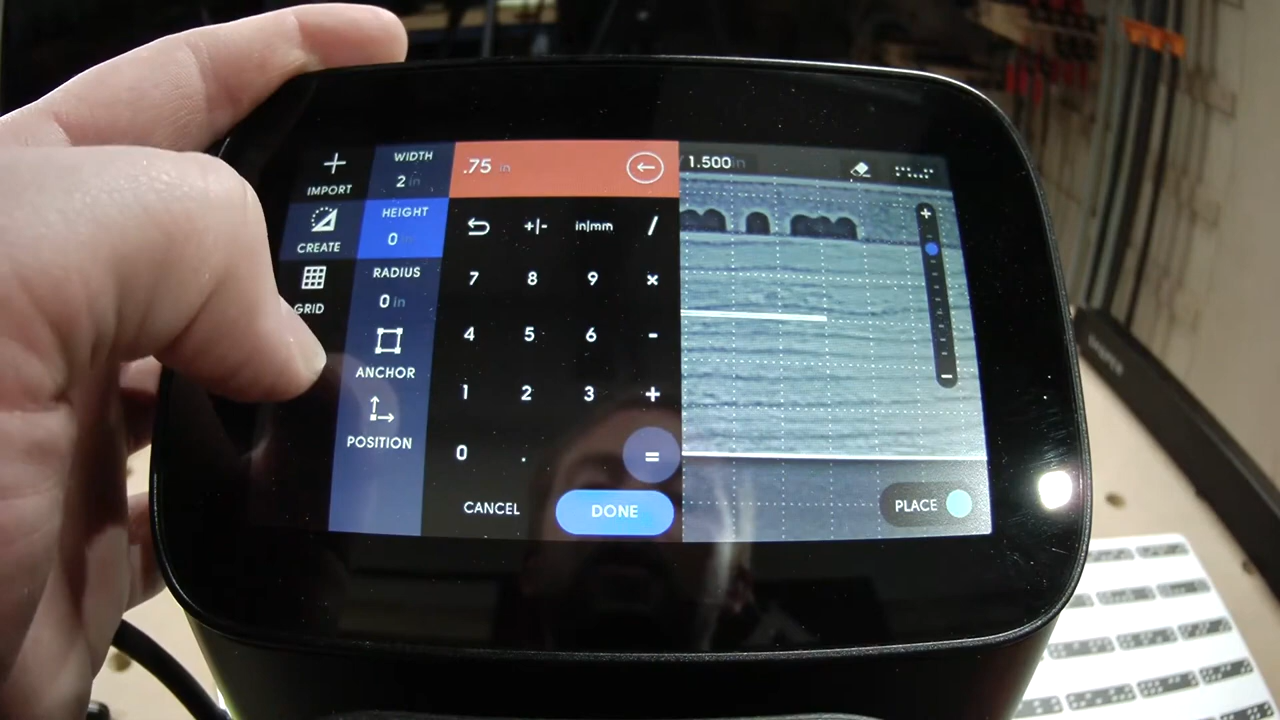 IMPORT
CREATE
GRID
WIDTH
2 in
HEIGHT
0 in
RADIUS
0 in
ANCHOR
POSITION
.75 in
+|- in|mm /
7 8 9 ×
4 5 6 -
1 2 3 +
0 . =
CANCEL DONE
/ 1.500 in
+
−
PLACE